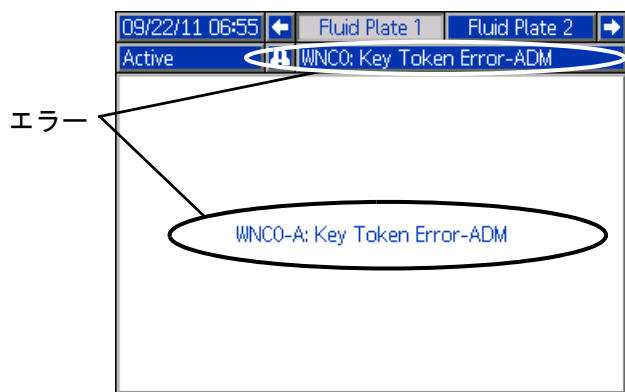 09/22/11 06:55 Fluid Plate 1 Fluid Plate 2
Active WNC0: Key Token Error-ADM
エラー
WNC0-A: Key Token Error-ADM